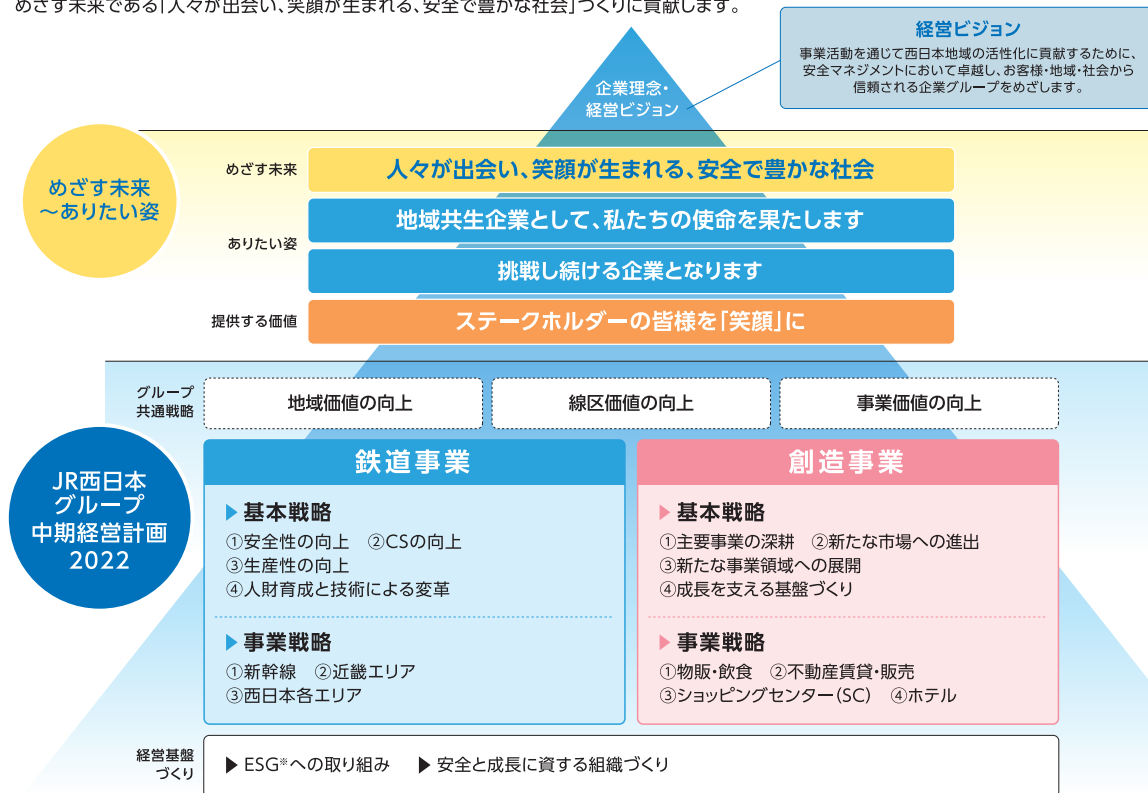 めざす未来である「人々が出会い、笑顔が生まれる、安全で豊かな社会」づくりに貢献します。
経営ビジョン
事業活動を通じて西日本地域の活性化に貢献するために、
安全マネジメントにおいて卓越し、お客様・地域・社会から
信頼される企業グループをめざします。
企業理念・
経営ビジョン
めざす未来
～ありたい姿
めざす未来
人々が出会い、笑顔が生まれる、安全で豊かな社会
ありたい姿
地域共生企業として、私たちの使命を果たします
挑戦し続ける企業となります
提供する価値
ステークホルダーの皆様を「笑顔」に
JR西日本
グループ
中期経営計画
2022
グループ
共通戦略
地域価値の向上
線区価値の向上
事業価値の向上
鉄道事業
▶基本戦略
①安全性の向上 ②CSの向上
③生産性の向上
④人財育成と技術による変革
▶事業戦略
①新幹線 ②近畿エリア
③西日本各エリア
創造事業
▶基本戦略
①主要事業の深耕 ②新たな市場への進出
③新たな事業領域への展開
④成長を支える基盤づくり
▶事業戦略
①物販・飲食 ②不動産賃貸・販売
③ショッピングセンター(SC) ④ホテル
経営基盤
づくり
▶ESG※への取り組み ▶安全と成長に資する組織づくり